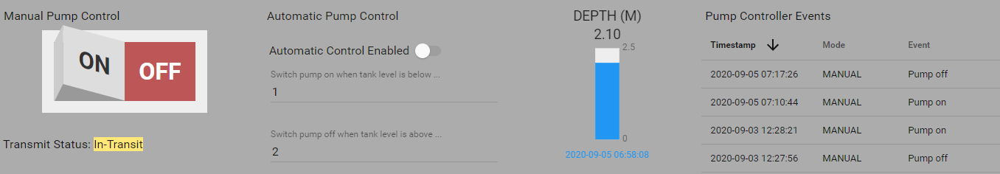 Manual Pump Control
ON
OFF
Transmit Status: In-Transit
Automatic Pump Control
Automatic Control Enabled
Switch pump on when tank level is below ...
1
Switch pump off when tank level is above ...
2
DEPTH (M)
2.10
2.5
0
2020-09-05 06:58:08
Pump Controller Events
Timestamp Mode Event
2020-09-05 07:17:26 MANUAL Pump off
2020-09-05 07:10:44 MANUAL Pump on
2020-09-03 12:28:21 MANUAL Pump on
2020-09-03 12:27:56 MANUAL Pump off